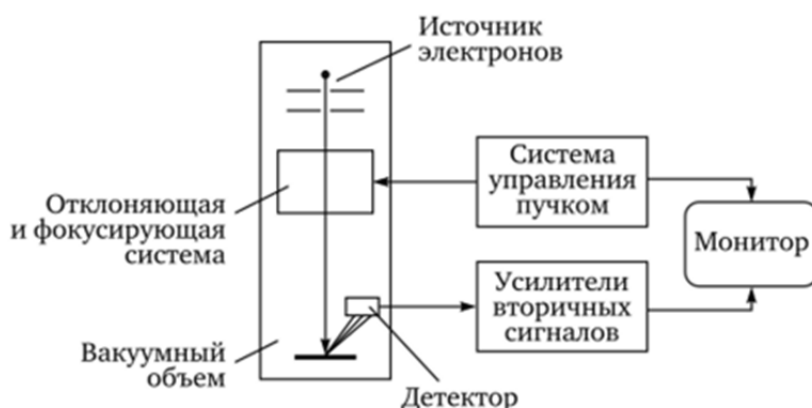 Источник
электронов
Система
управления
пучком
Отклоняющая
и фокусирующая
система
Монитор
Усилители
вторичных
сигналов
Вакуумный
объем
Детектор